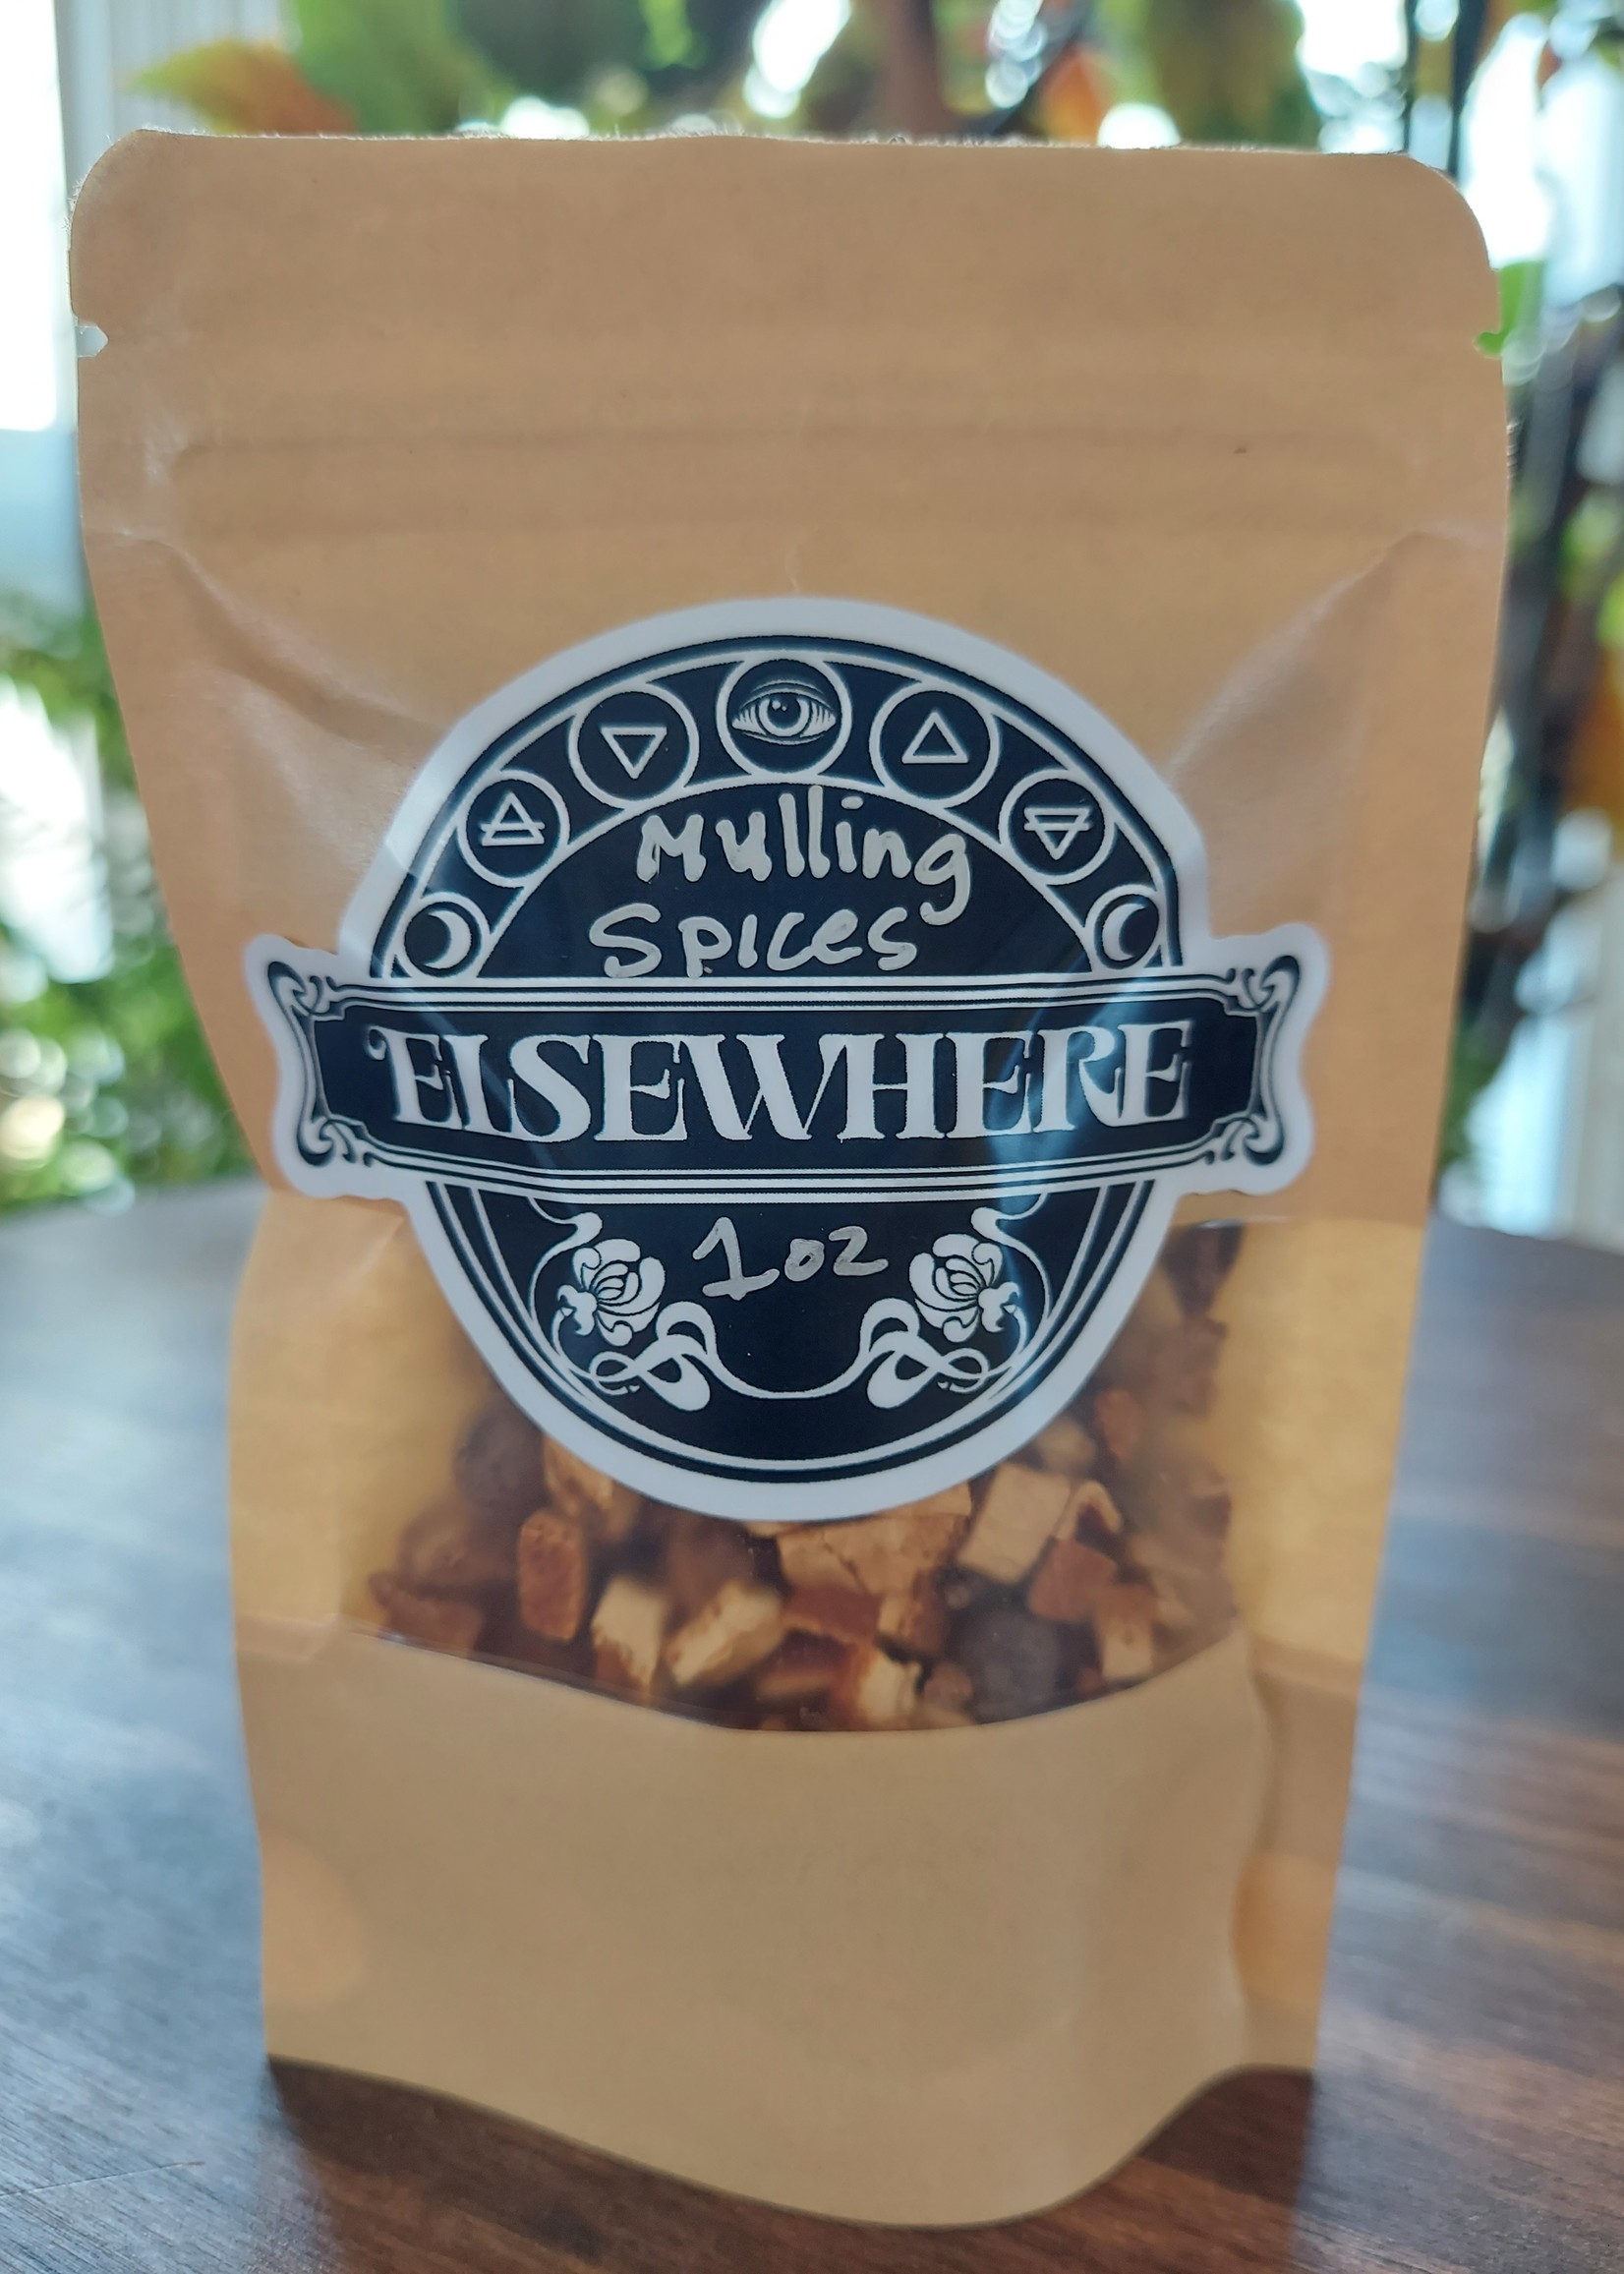 Mulling
Spices
ELSEWHERE
1oz